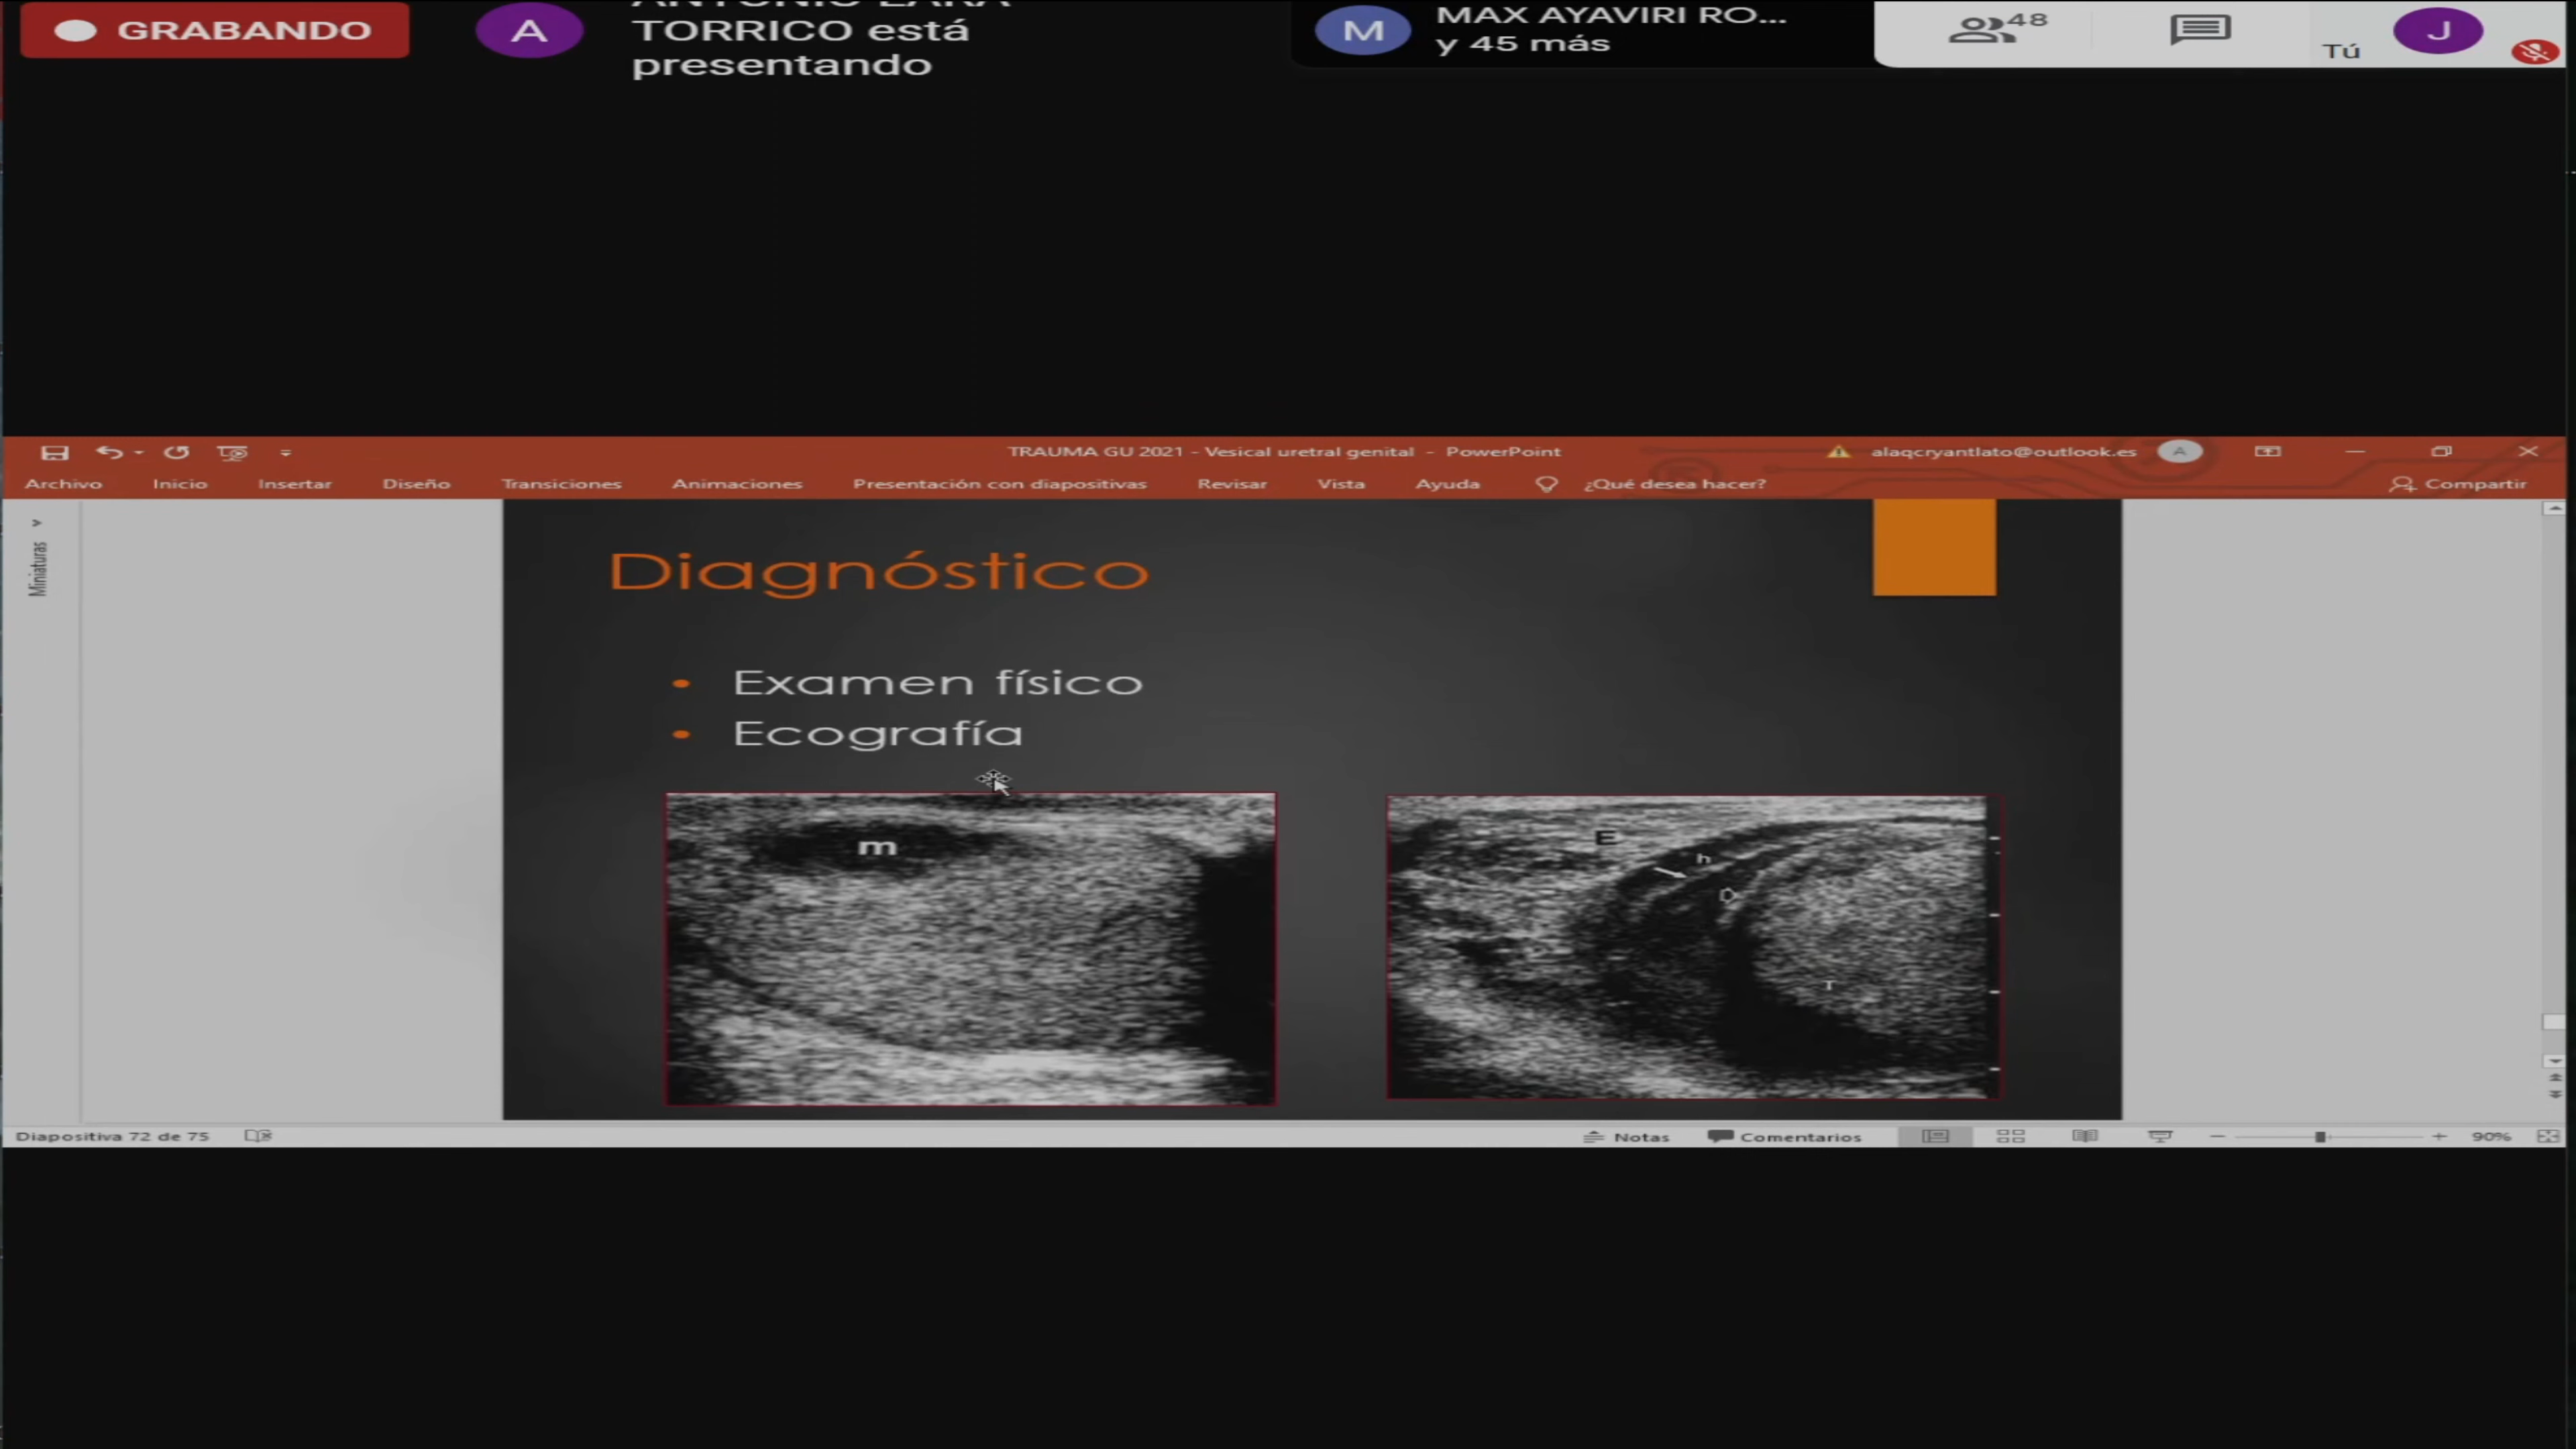 GRABANDO
A
TORRICO está
presentando
M
MAX AYAVIRI RO...
y 45 más
48
Tú
J
TRAUMA GU 2021 - Vesical uretral genital - PowerPoint
alaqcryantlato@outlook.es
A
Archivo Inicio Insertar Diseño Transiciones Animaciones Presentación con diapositivas Revisar Vista Ayuda ¿Qué desea hacer? Compartir
Miniaturas
Diagnóstico
• Examen físico
• Ecografía
m
E
h
T
Diapositiva 72 de 75
Notas
Comentarios
90%